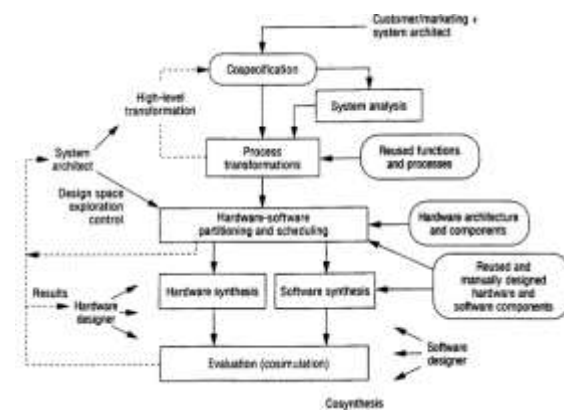 Customer/marketing +
system architect
Cospecification
High-level
transformation
System analysis
System
architect
Process
transformations
Reused functions
and processes
Design space
exploration
control
Hardware-software
partitioning and scheduling
Hardware architecture
and components
Results
Hardware
designer
Hardware synthesis
Software synthesis
Reused and
manually designed
hardware and
software components
Evaluation (cosimulation)
Software
designer
Cosynthesis